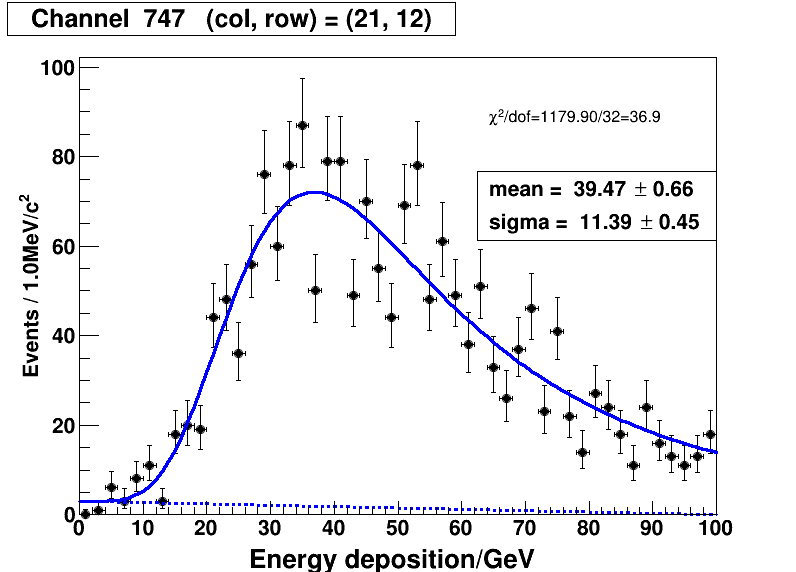 Channel 747 (col, row) = (21, 12)
χ²/dof=1179.90/32=36.9
mean = 39.47 ± 0.66
sigma = 11.39 ± 0.45
Events / 1.0MeV/c²
100
80
60
40
20
0
0 10 20 30 40 50 60 70 80 90 100
Energy deposition/GeV